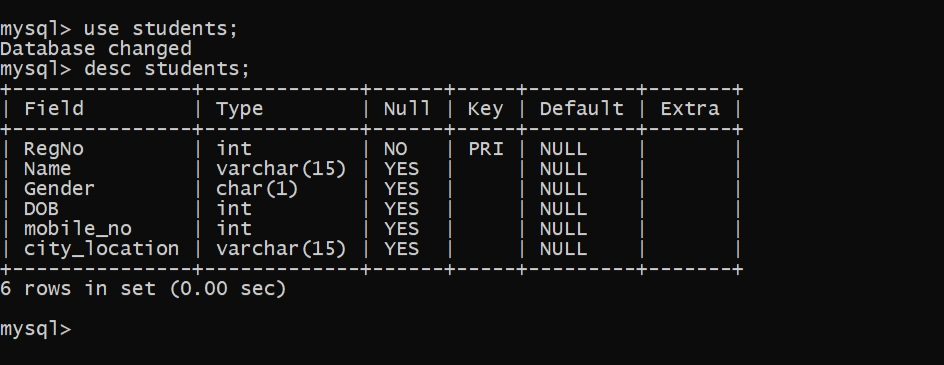 mysql> use students;
Database changed
mysql> desc students;
+---------------+-------------+------+-----+---------+-------+
| Field         | Type        | Null | Key | Default | Extra |
+---------------+-------------+------+-----+---------+-------+
| RegNo         | int         | NO   | PRI | NULL    |       |
| Name          | varchar(15) | YES  |     | NULL    |       |
| Gender        | char(1)     | YES  |     | NULL    |       |
| DOB           | int         | YES  |     | NULL    |       |
| mobile_no     | int         | YES  |     | NULL    |       |
| city_location | varchar(15) | YES  |     | NULL    |       |
+---------------+-------------+------+-----+---------+-------+
6 rows in set (0.00 sec)
mysql>